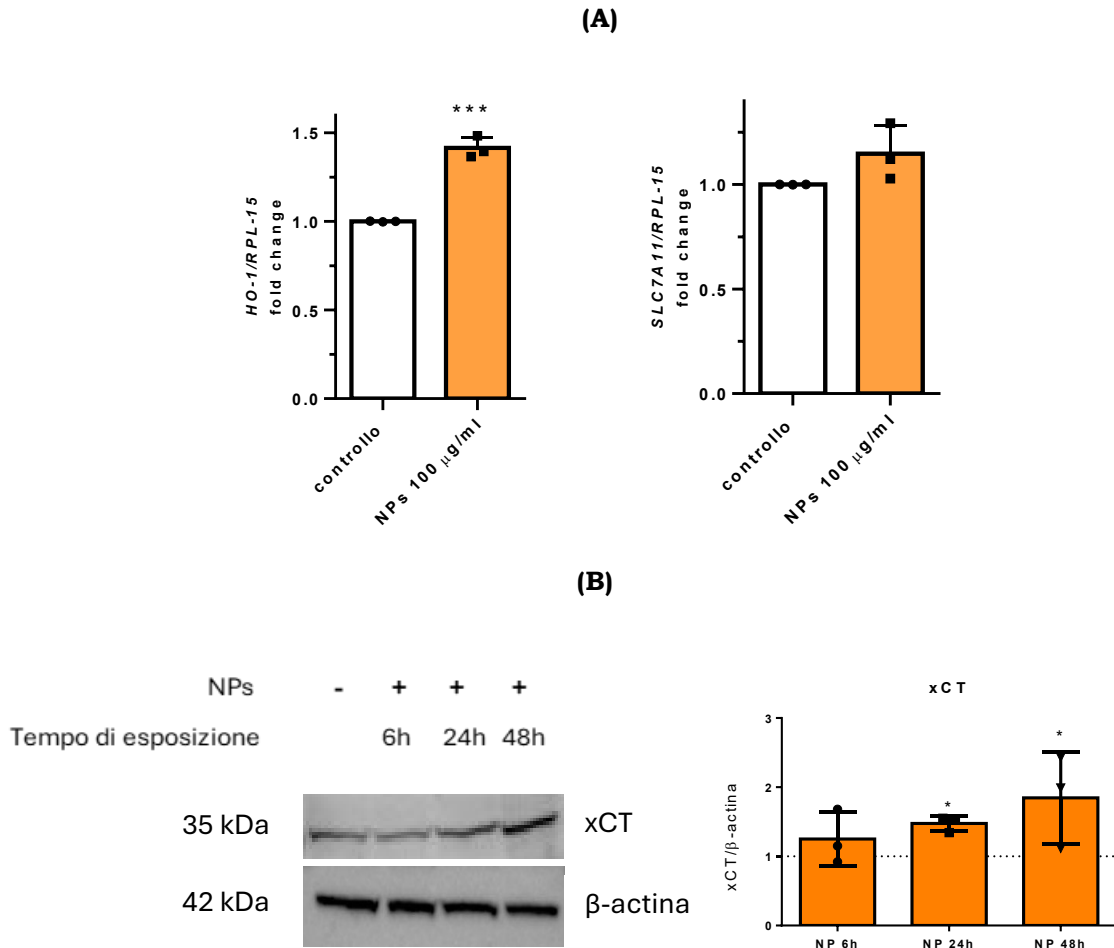 (A)
***
HO-1/RPL-15
fold change
1.5
1.0
0.5
0.0
controllo
NPs 100 µg/ml
SLC7A11/RPL-15
fold change
1.0
0.5
0.0
controllo
NPs 100 µg/ml
(B)
NPs - + + +
Tempo di esposizione 6h 24h 48h
35 kDa xCT
42 kDa β-actina
xCT
xCT/β-actina
3
2
1
0
*
*
NP 6h NP 24h NP 48h